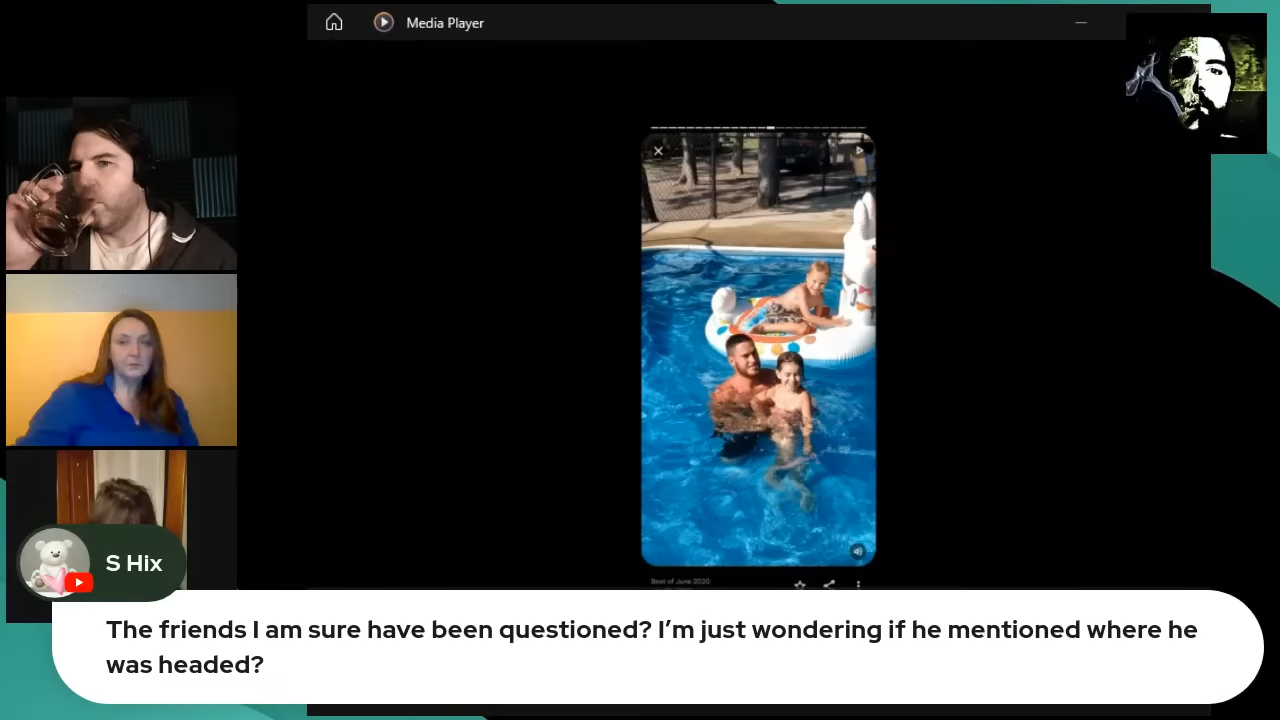 Media Player
Best of June 2020
S Hix
The friends I am sure have been questioned? I’m just wondering if he mentioned where he
was headed?